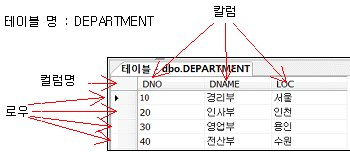 칼럼
테이블 명 : DEPARTMENT
테이블 - dbo.DEPARTMENT
컬럼명
DNO DNAME LOC
로우
10 경리부 서울
20 인사부 인천
30 영업부 용인
40 전산부 수원